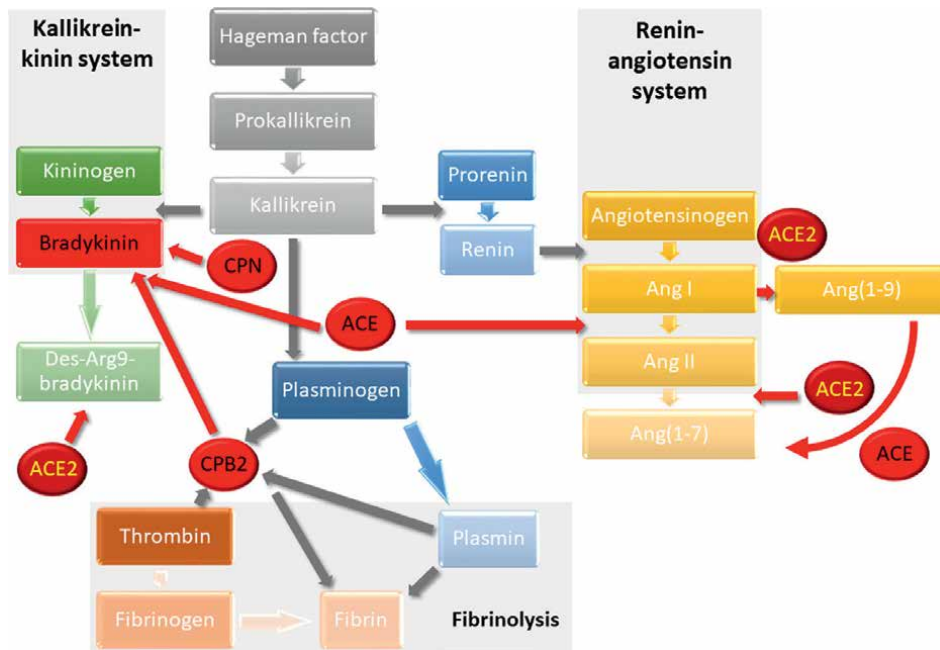 Kallikrein-
kinin system
Hageman factor
Renin-
angiotensin
system
Prokallikrein
Kininogen
Kallikrein
Prorenin
Angiotensinogen
ACE2
Bradykinin
CPN
Renin
Ang I
Ang(1-9)
ACE
Des-Arg9-
bradykinin
Plasminogen
Ang II
ACE2
Ang(1-7)
ACE
ACE2
CPB2
Thrombin
Plasmin
Fibrinogen
Fibrin
Fibrinolysis